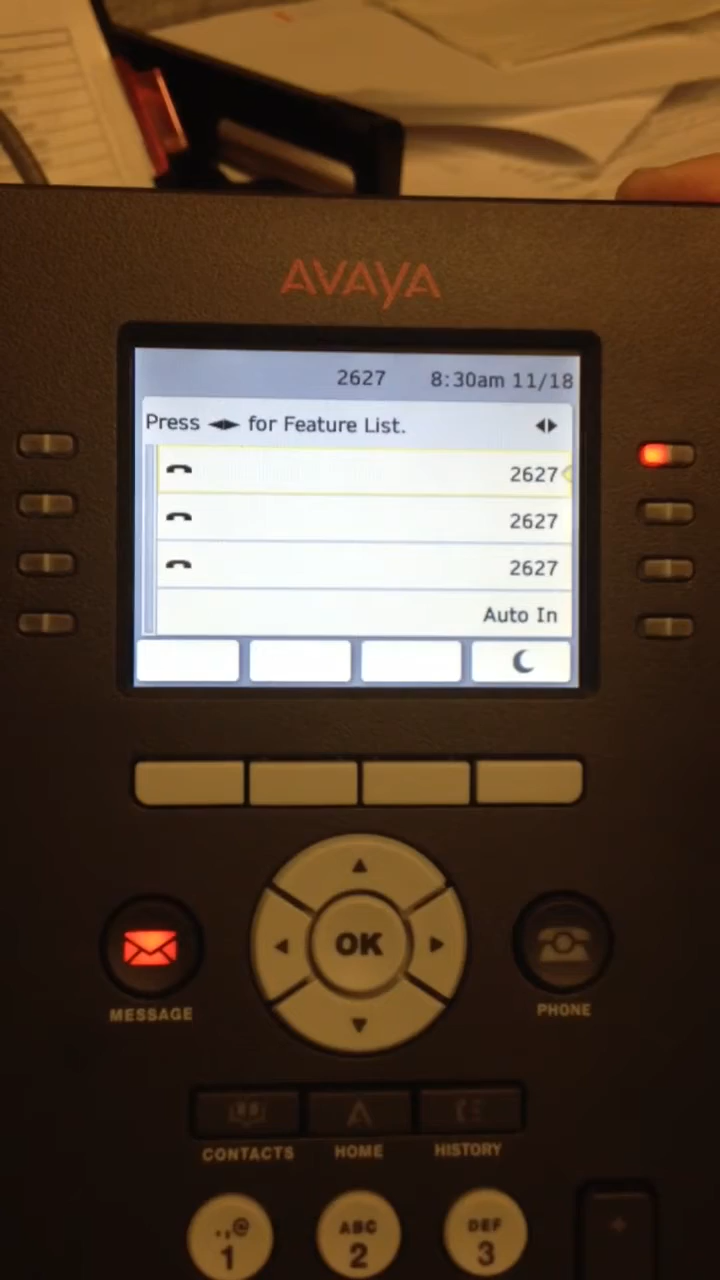 AVAYA
2627 8:30am 11/18
Press ◄► for Feature List.
2627
2627
2627
Auto In
OK
MESSAGE
PHONE
CONTACTS
HOME
HISTORY
.,@
1
ABC
2
DEF
3
+